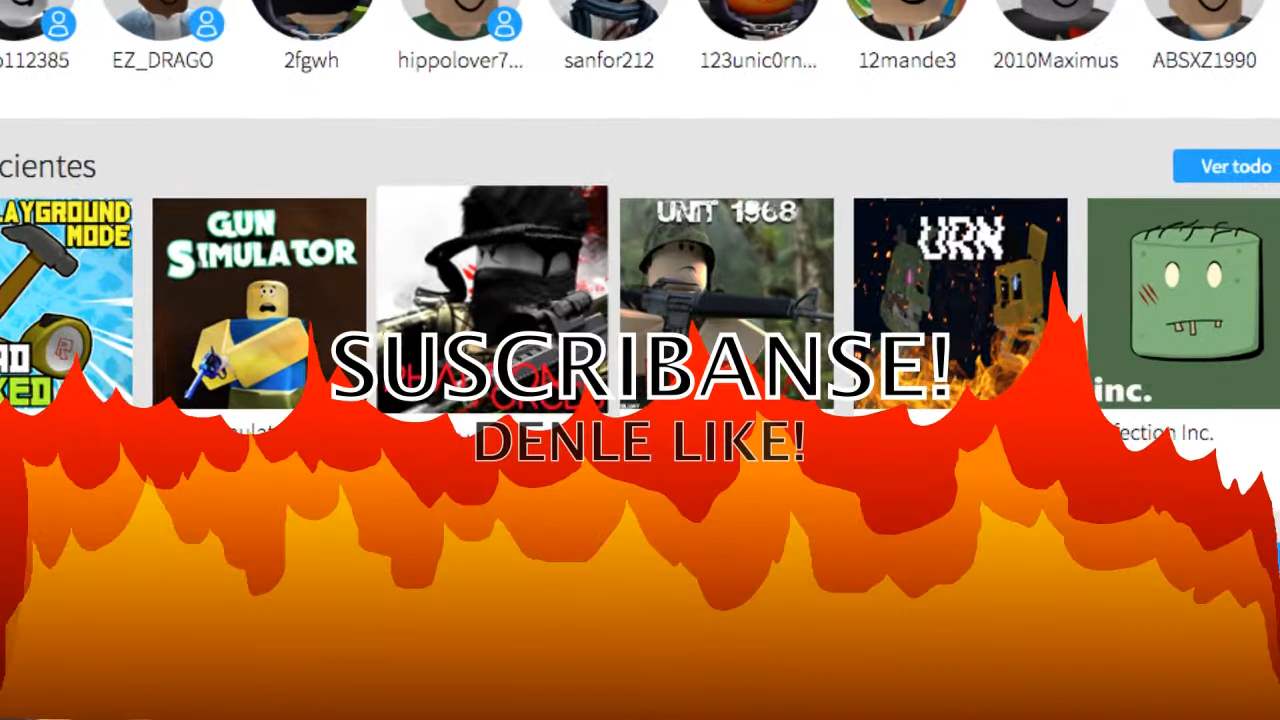 o112385 EZ_DRAGO 2fgwh hippolover7... sanfor212 123unic0rn... 12mande3 2010Maximus ABSXZ1990
cientes Ver todo
LAYGROUND
MODE
GUN
SIMULATOR
UNIT 1968
URN
SUSCRIBANSE!
inc.
DENLE LIKE!
fection Inc.